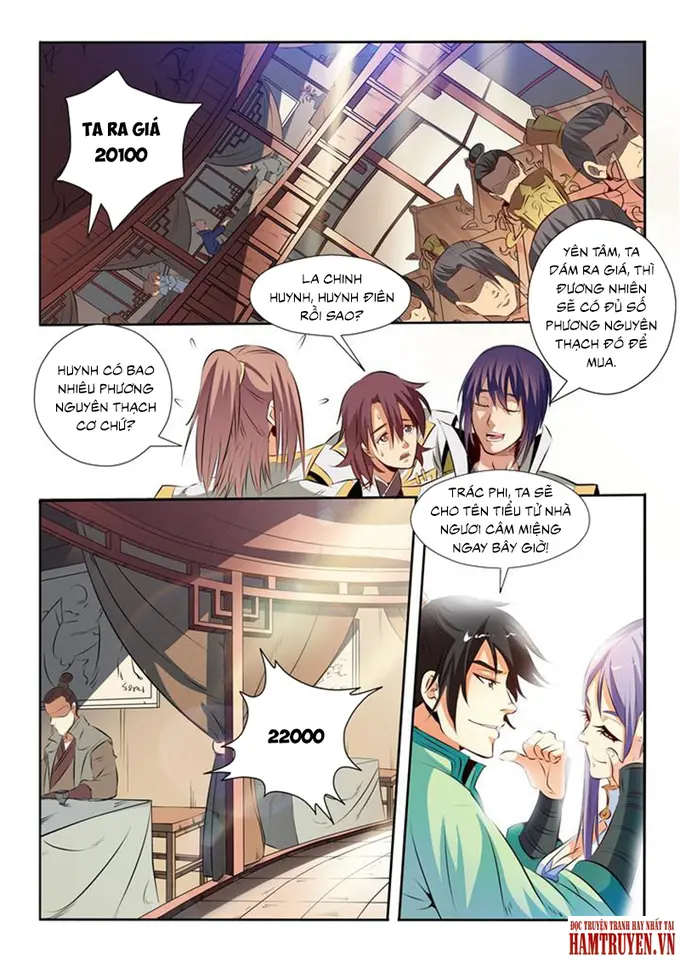 TA RA GIÁ
20100
LA CHINH
HUYNH, HUYNH ĐIÊN
RỒI SAO?
YÊN TÂM, TA
DÁM RA GIÁ, THÌ
ĐƯƠNG NHIÊN
SẼ CÓ ĐỦ SỐ
PHƯƠNG NGUYÊN
THẠCH ĐÓ ĐỂ
MUA.
HUYNH CÓ BAO
NHIÊU PHƯƠNG
NGUYÊN THẠCH
CƠ CHỨ?
TRÁC PHI, TA SẼ
CHO TÊN TIỂU TỬ NHÀ
NGƯƠI CÂM MIỆNG
NGAY BÂY GIỜ!
22000
ĐỌC TRUYỆN TRANH HAY NHẤT TẠI
HAMTRUYEN.VN